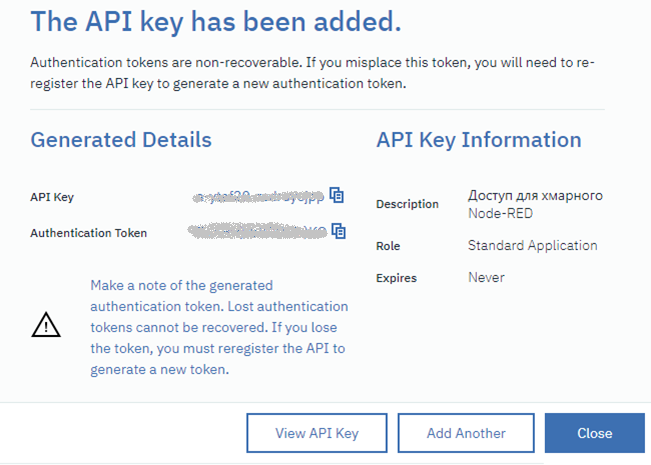 The API key has been added.
Authentication tokens are non-recoverable. If you misplace this token, you will need to re-
register the API key to generate a new authentication token.
Generated Details
API Key
Authentication Token
Make a note of the generated
authentication token. Lost authentication
tokens cannot be recovered. If you lose
the token, you must reregister the API to
generate a new token.
API Key Information
Description
Доступ для хмарного
Node-RED
Role
Standard Application
Expires
Never
View API Key
Add Another
Close